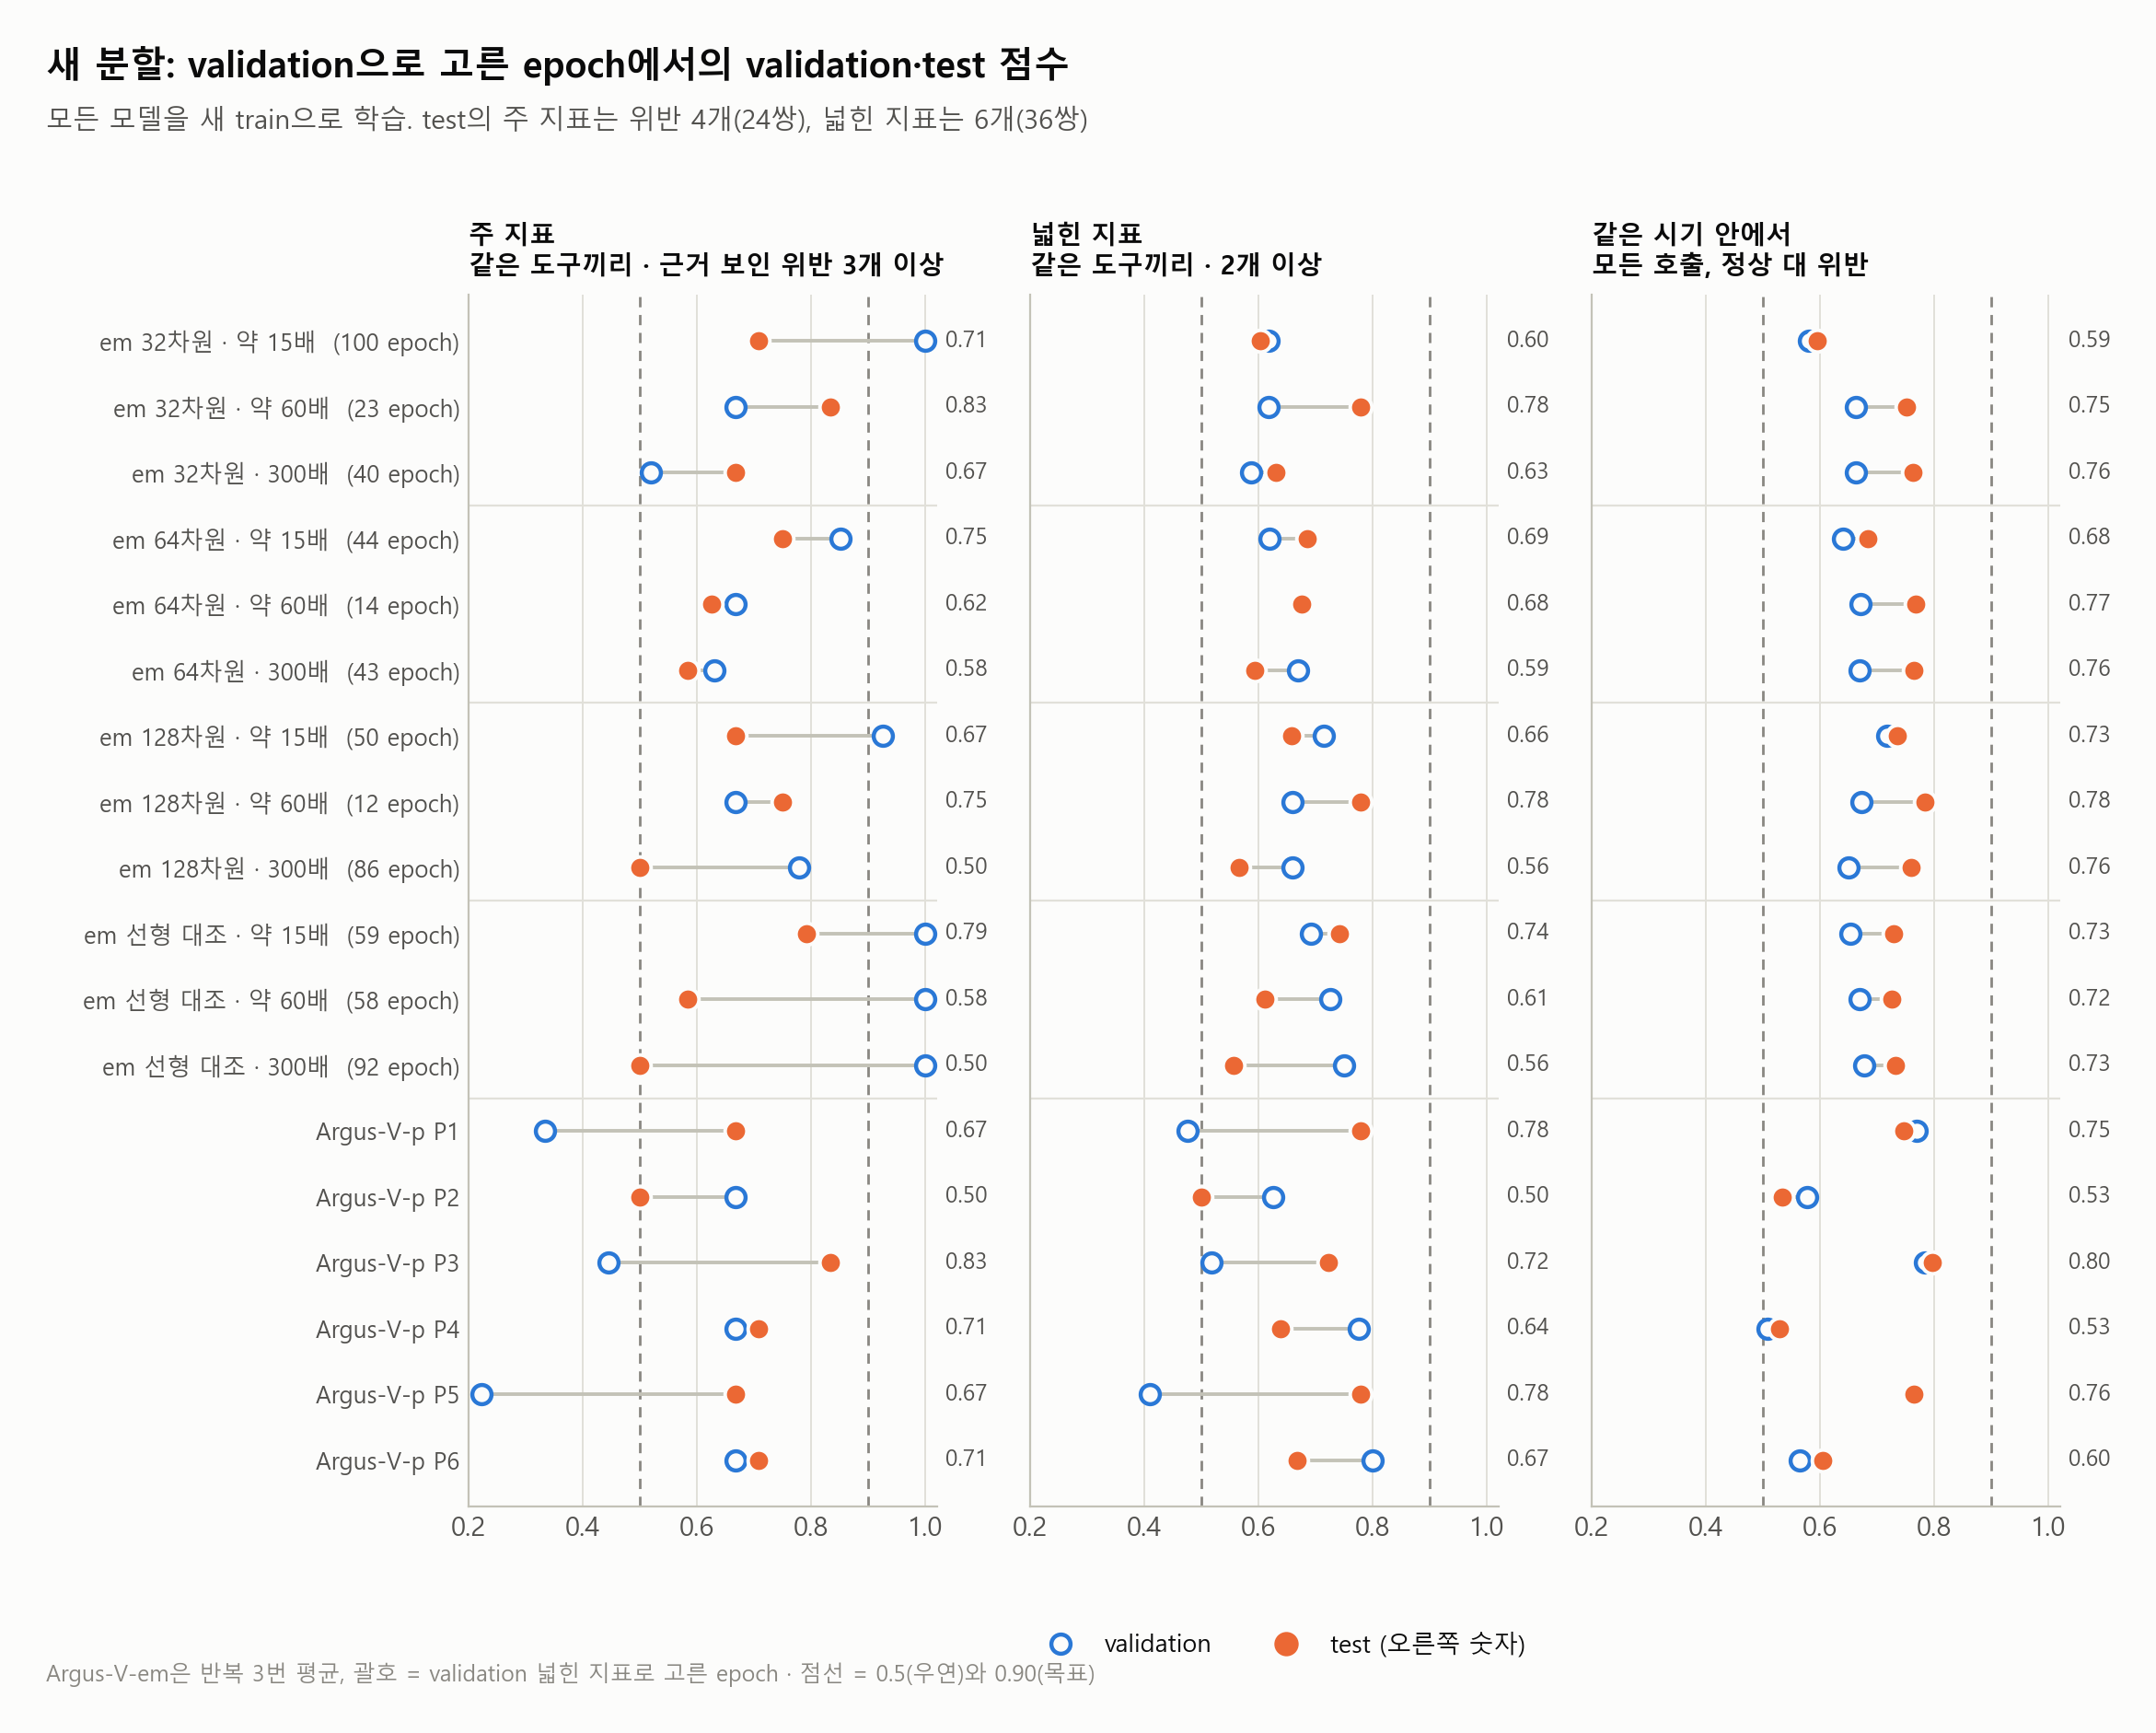 새 분할: validation으로 고른 epoch에서의 validation·test 점수
모든 모델을 새 train으로 학습. test의 주 지표는 위반 4개(24쌍), 넓힌 지표는 6개(36쌍)
주 지표
같은 도구끼리 · 근거 보인 위반 3개 이상
넓힌 지표
같은 도구끼리 · 2개 이상
같은 시기 안에서
모든 호출, 정상 대 위반
em 32차원 · 약 15배 (100 epoch) 0.71 0.60 0.59
em 32차원 · 약 60배 (23 epoch) 0.83 0.78 0.75
em 32차원 · 300배 (40 epoch) 0.67 0.63 0.76
em 64차원 · 약 15배 (44 epoch) 0.75 0.69 0.68
em 64차원 · 약 60배 (14 epoch) 0.62 0.68 0.77
em 64차원 · 300배 (43 epoch) 0.58 0.59 0.76
em 128차원 · 약 15배 (50 epoch) 0.67 0.66 0.73
em 128차원 · 약 60배 (12 epoch) 0.75 0.78 0.78
em 128차원 · 300배 (86 epoch) 0.50 0.56 0.76
em 선형 대조 · 약 15배 (59 epoch) 0.79 0.74 0.73
em 선형 대조 · 약 60배 (58 epoch) 0.58 0.61 0.72
em 선형 대조 · 300배 (92 epoch) 0.50 0.56 0.73
Argus-V-p P1 0.67 0.78 0.75
Argus-V-p P2 0.50 0.50 0.53
Argus-V-p P3 0.83 0.72 0.80
Argus-V-p P4 0.71 0.64 0.53
Argus-V-p P5 0.67 0.78 0.76
Argus-V-p P6 0.71 0.67 0.60
0.2 0.4 0.6 0.8 1.0 0.2 0.4 0.6 0.8 1.0 0.2 0.4 0.6 0.8 1.0
validation test (오른쪽 숫자)
Argus-V-em은 반복 3번 평균, 괄호 = validation 넓힌 지표로 고른 epoch · 점선 = 0.5(우연)와 0.90(목표)